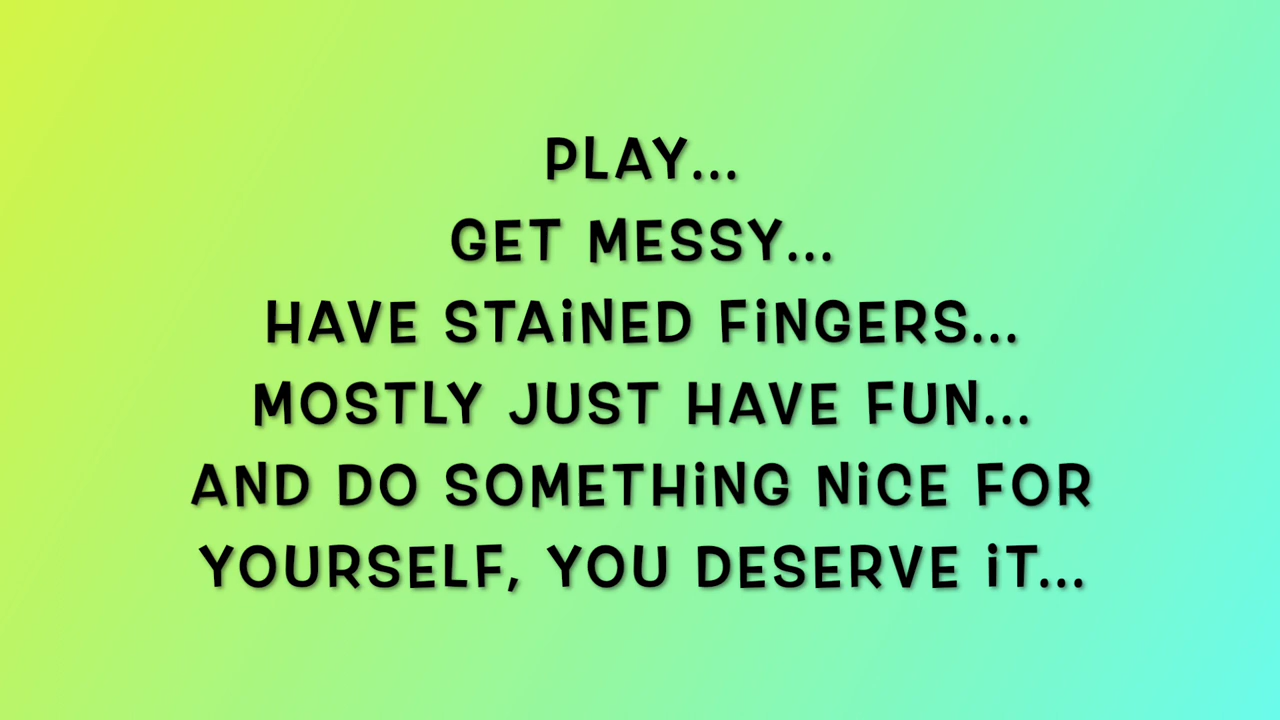 PLAY...
GET MESSY...
HAVE STAiNED FiNGERS...
MOSTLY JUST HAVE FUN...
AND DO SOMETHiNG NiCE FOR
YOURSELF, YOU DESERVE iT...